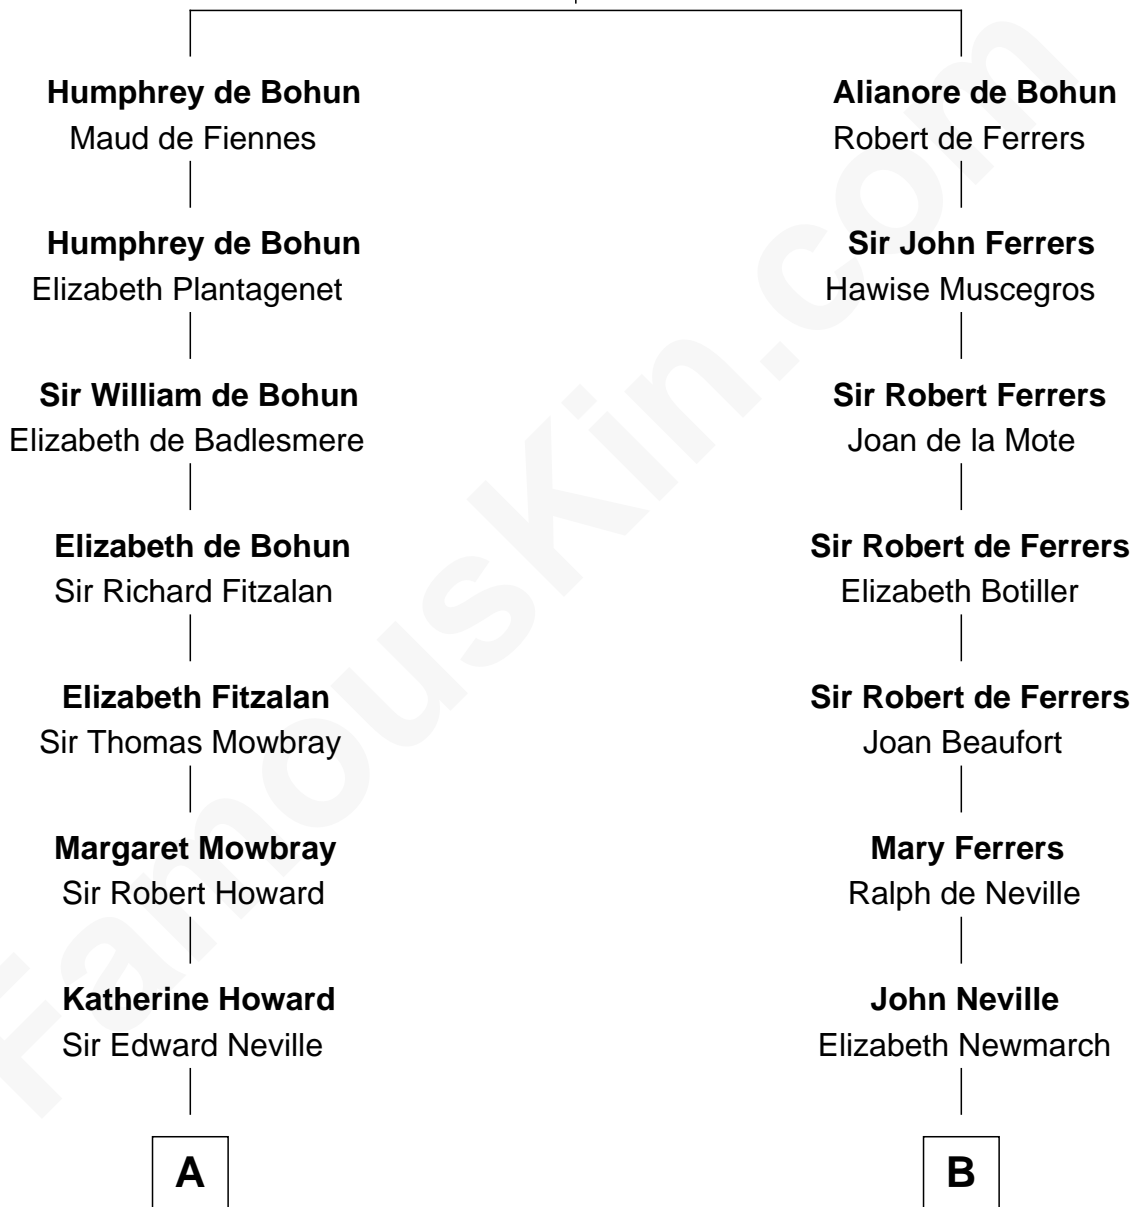 Humphrey de Bohun
Maud de Fiennes
Humphrey de Bohun
Elizabeth Plantagenet
Sir William de Bohun
Elizabeth de Badlesmere
Elizabeth de Bohun
Sir Richard Fitzalan
Elizabeth Fitzalan
Sir Thomas Mowbray
Margaret Mowbray
Sir Robert Howard
Katherine Howard
Sir Edward Neville
A
Alianore de Bohun
Robert de Ferrers
Sir John Ferrers
Hawise Muscegros
Sir Robert Ferrers
Joan de la Mote
Sir Robert de Ferrers
Elizabeth Botiller
Sir Robert de Ferrers
Joan Beaufort
Mary Ferrers
Ralph de Neville
John Neville
Elizabeth Newmarch
B
FamousKin.com